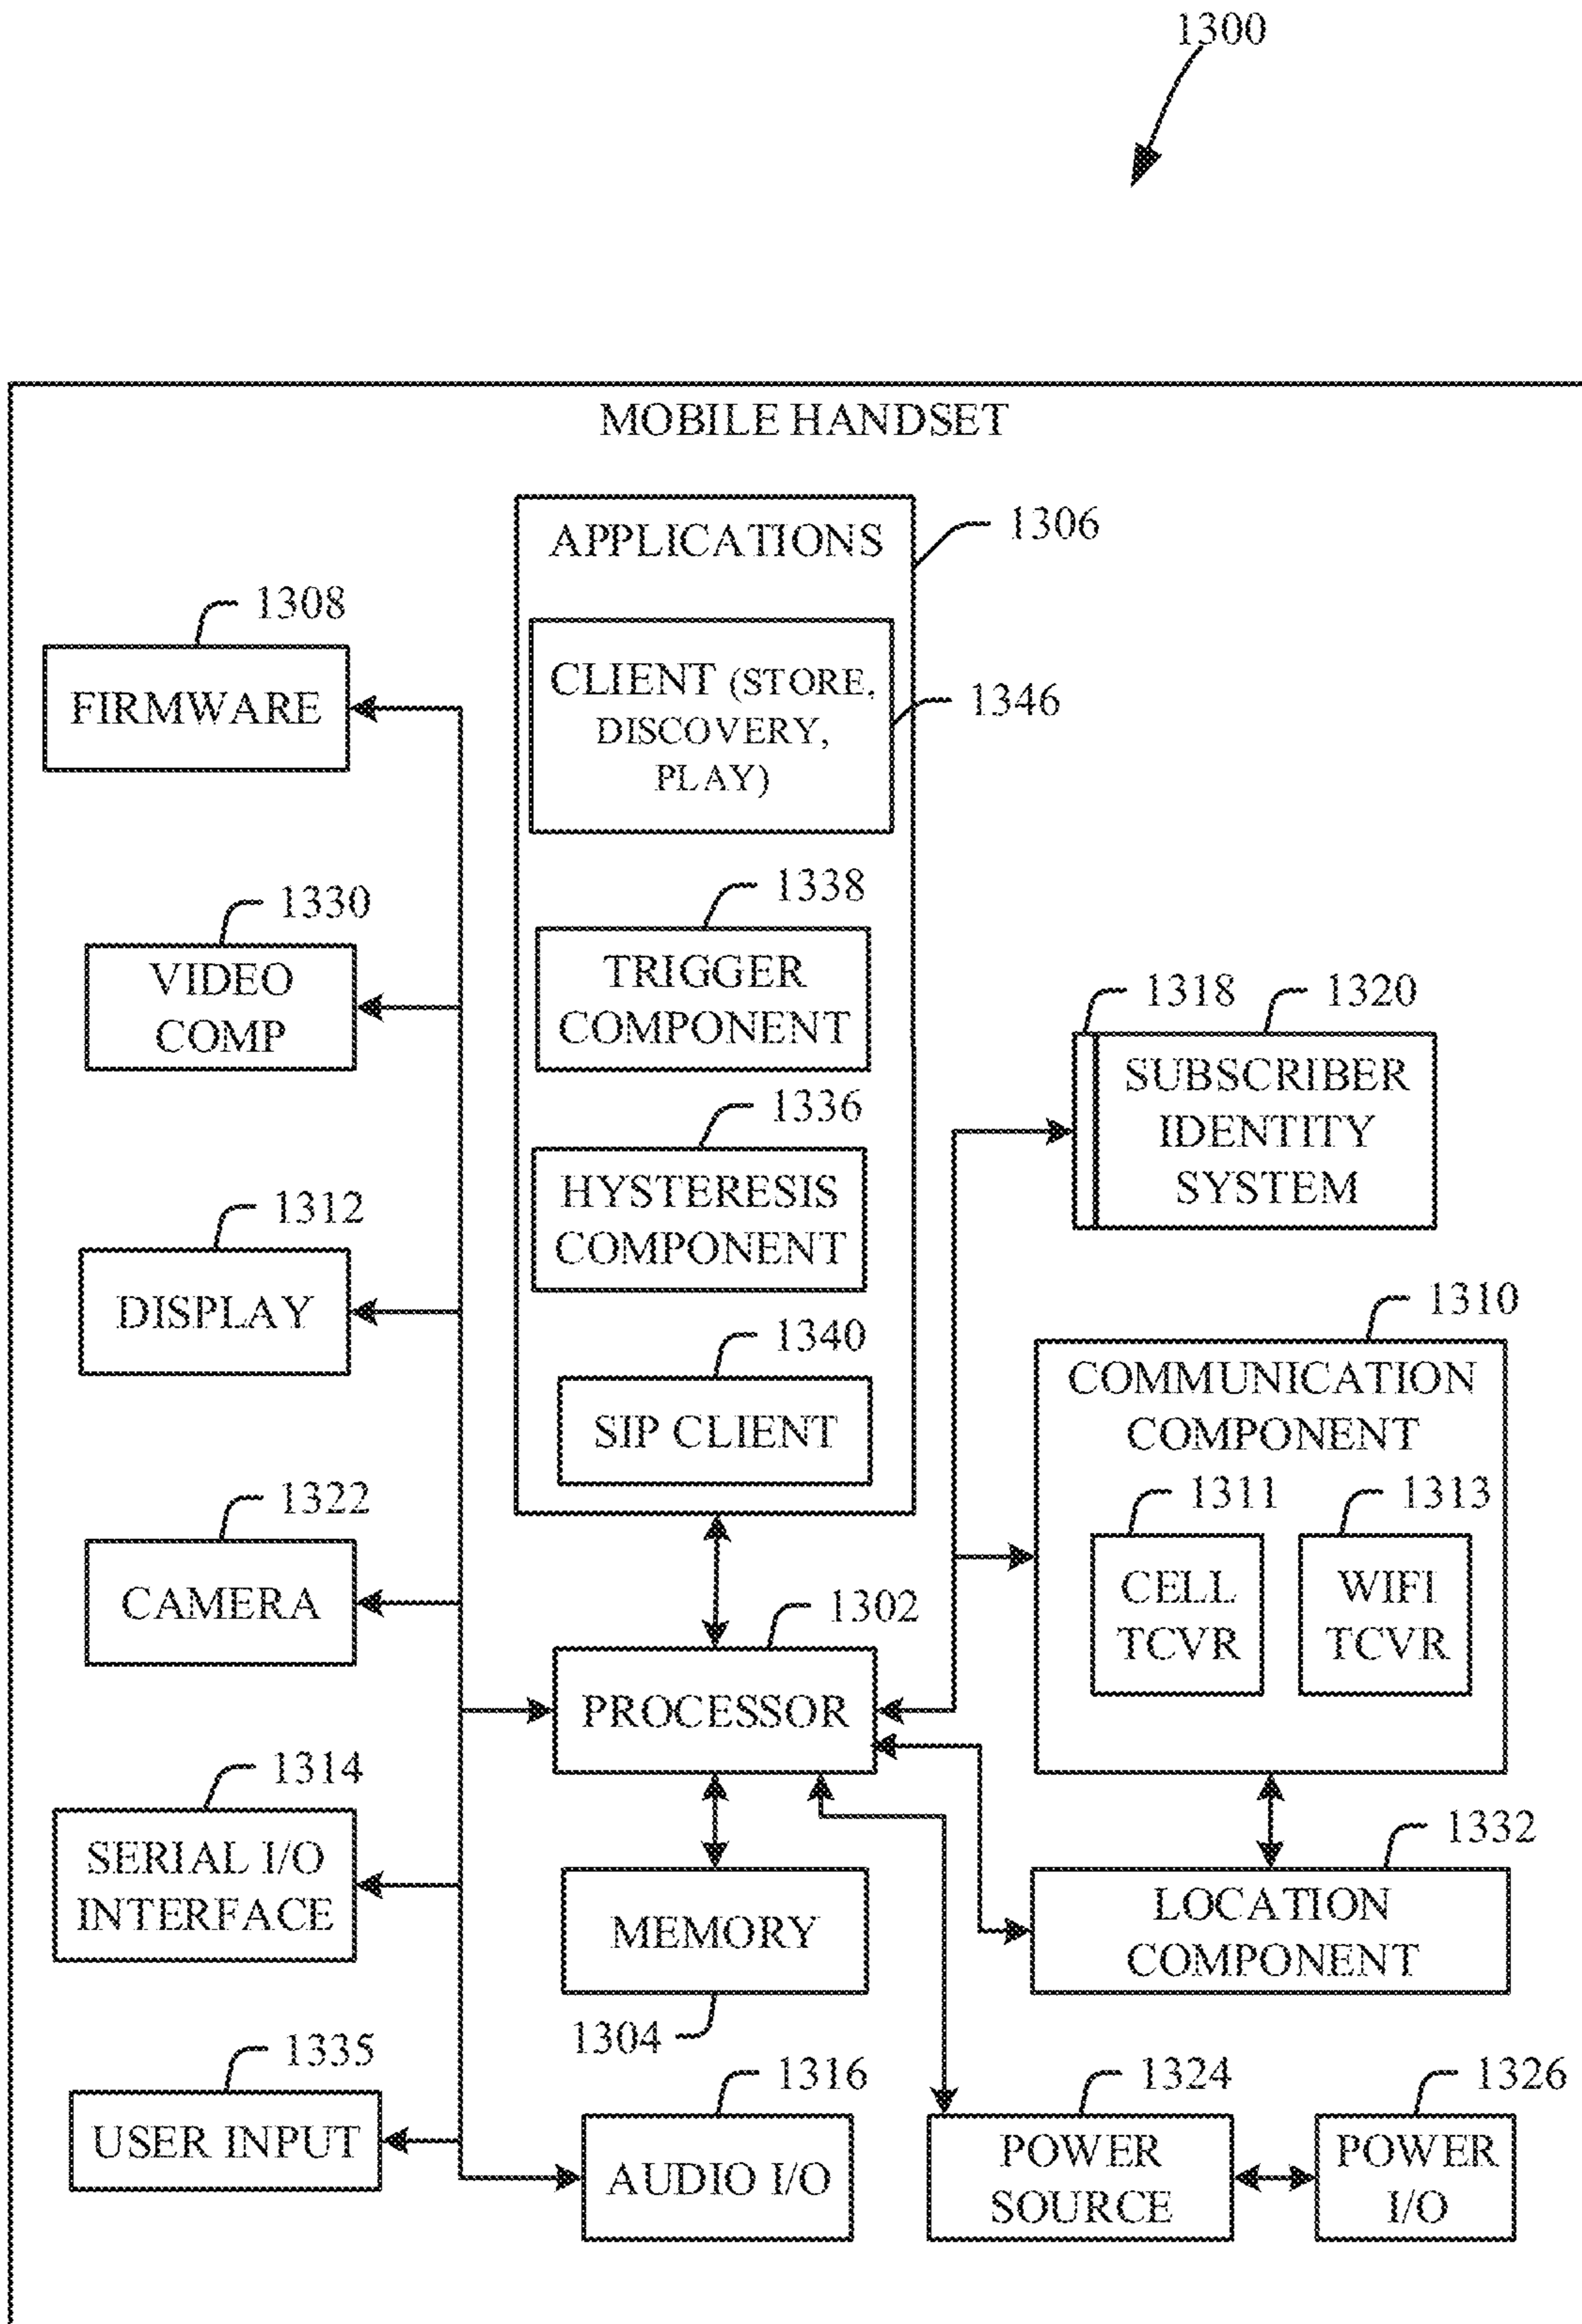 1300
MOBILE HANDSET
APPLICATIONS
1306
CLIENT (STORE,
DISCOVERY,
PLAY)
1346
1308
FIRMWARE
1338
TRIGGER
COMPONENT
1330
VIDEO
COMP
1336
HYSTERESIS
COMPONENT
1318
1320
SUBSCRIBER
IDENTITY
SYSTEM
1312
DISPLAY
1340
SIP CLIENT
1310
COMMUNICATION
COMPONENT
1311
CELL
TCVR
1313
WIFI
TCVR
1322
CAMERA
1302
PROCESSOR
1314
SERIAL I/O
INTERFACE
MEMORY
1304
1332
LOCATION
COMPONENT
1335
USER INPUT
1316
AUDIO I/O
1324
POWER
SOURCE
1326
POWER
I/O